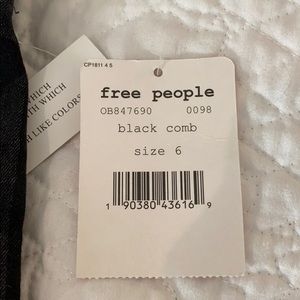 CP1811 4 5
free people
OB847690 0098
black comb
size 6
1 90380 43616 9
WHICH
WITH WHICH
H LIKE COLORS